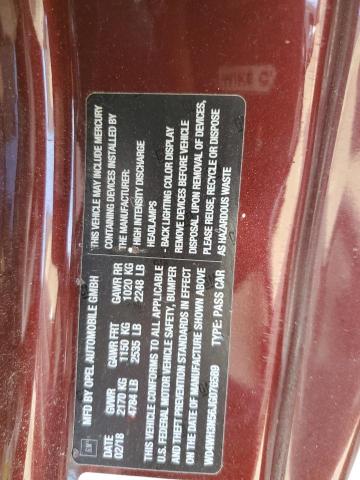 MFD BY OPEL AUTOMOBILE GMBH
DATE GVWR GAWR FRT GAWR RR
02/18 2170 KG 1150 KG 1020 KG
4784 LB 2535 LB 2248 LB
THIS VEHICLE CONFORMS TO ALL APPLICABLE
U.S. FEDERAL MOTOR VEHICLE SAFETY, BUMPER
AND THEFT PREVENTION STANDARDS IN EFFECT
ON THE DATE OF MANUFACTURE SHOWN ABOVE
TYPE: PASS CAR
THIS VEHICLE MAY INCLUDE MERCURY
CONTAINING DEVICES INSTALLED BY
THE MANUFACTURER:
- HIGH INTENSITY DISCHARGE
HEADLAMPS
- BACK LIGHTING COLOR DISPLAY
REMOVE DEVICES BEFORE VEHICLE
DISPOSAL. UPON REMOVAL OF DEVICES,
PLEASE REUSE, RECYCLE OR DISPOSE
AS HAZARDOUS WASTE
GM